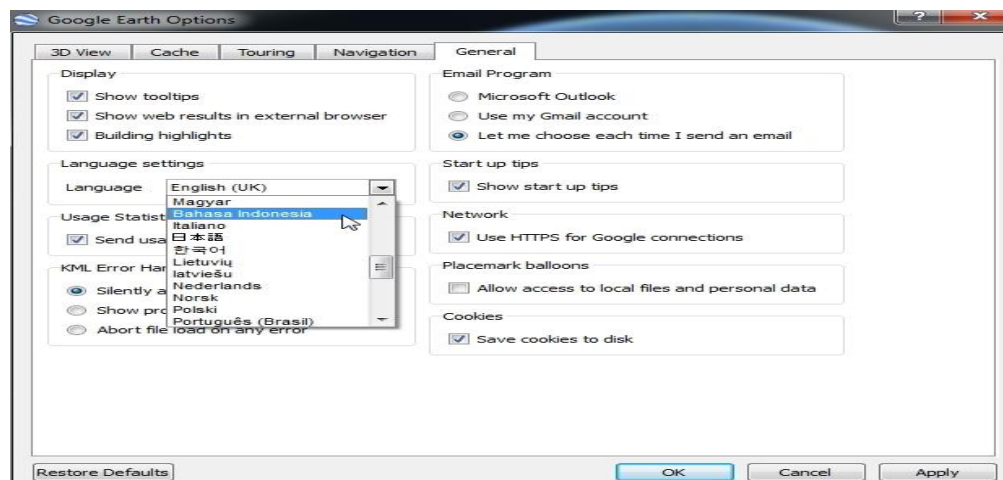 Google Earth Options
?
3D View
Cache
Touring
Navigation
General
Display
Show tooltips
Show web results in external browser
Building highlights
Language settings
Language
English (UK)
Magyar
Bahasa Indonesia
Italiano
日本語
한국어
Lietuvių
latviešu
Nederlands
Norsk
Polski
Português (Brasil)
Usage Statist
Send usa
KML Error Har
Silently a
Show pro
Abort file load on any error
Email Program
Microsoft Outlook
Use my Gmail account
Let me choose each time I send an email
Start up tips
Show start up tips
Network
Use HTTPS for Google connections
Placemark balloons
Allow access to local files and personal data
Cookies
Save cookies to disk
Restore Defaults
OK
Cancel
Apply